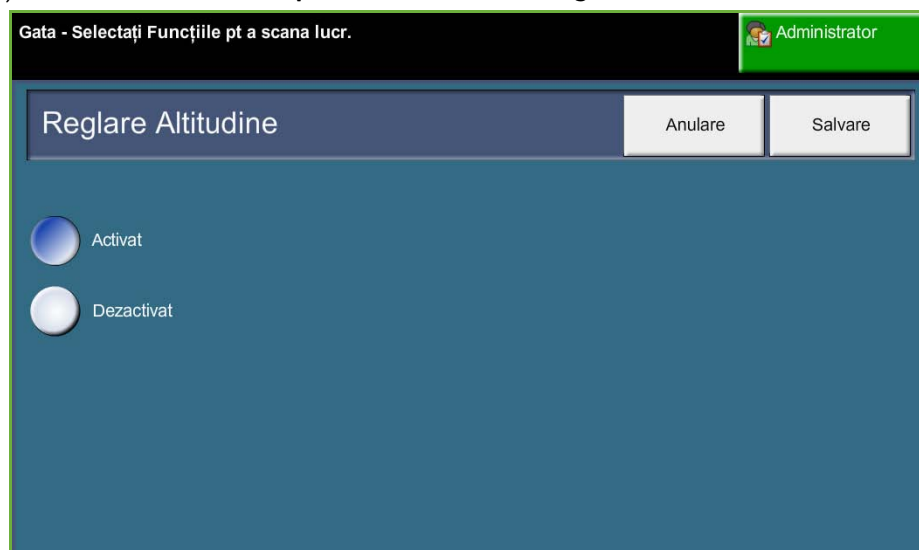 Gata - Selectați Funcțiile pt a scana lucr.
Administrator
Reglare Altitudine
Anulare
Salvare
Activat
Dezactivat